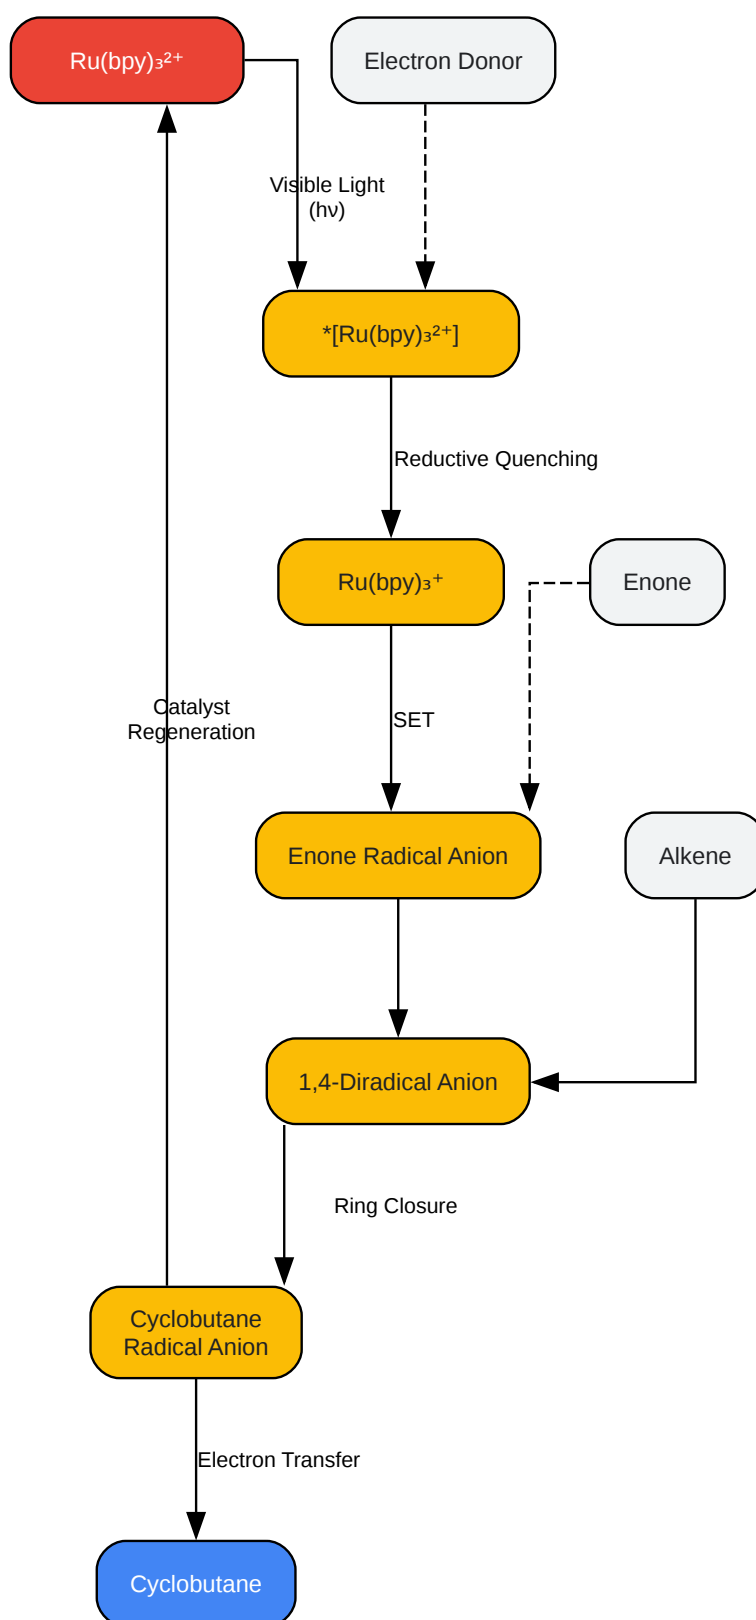 Ru(bpy)₃²⁺
Electron Donor
Visible Light
(hν)
*[Ru(bpy)₃²⁺]
Reductive Quenching
Ru(bpy)₃⁺
Enone
Catalyst
Regeneration
SET
Enone Radical Anion
Alkene
1,4-Diradical Anion
Ring Closure
Cyclobutane
Radical Anion
Electron Transfer
Cyclobutane